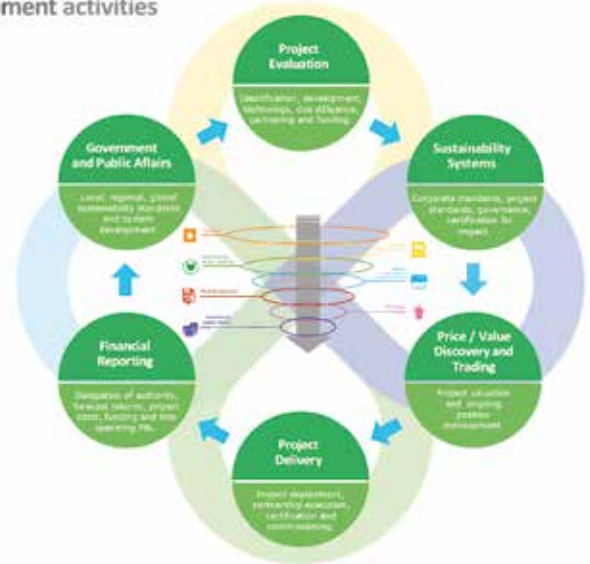 ment activities
Project
Evaluation
Identification, development,
technology, due diligence,
partnering and funding.
Government
and Public Affairs
Local, regional, global
sustainability standards
and system
development.
Sustainability
Systems
Corporate standards, project
standards, governance,
certification for
impact.
Financial
Reporting
Delegation of authority,
forecast returns, project
costs, funding and
operating P&L.
Price / Value
Discovery and
Trading
Project valuation
and ongoing
position
management.
Project
Delivery
Project deployment,
partnership execution,
certification and
commissioning.